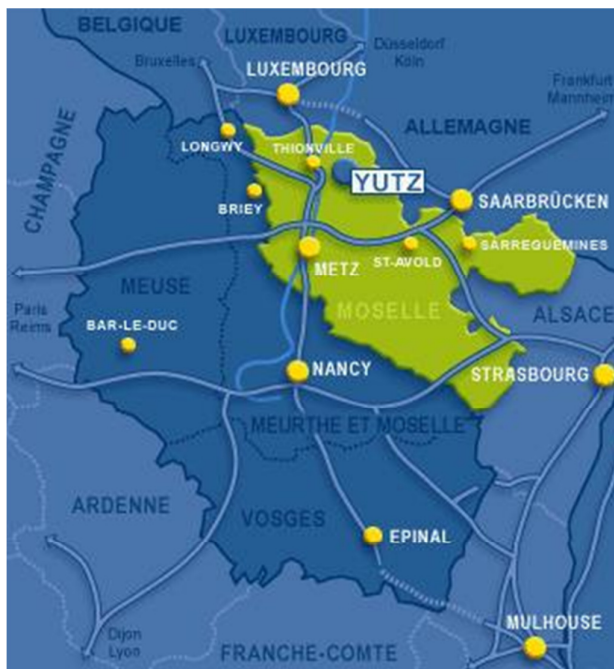 BELGIQUE
LUXEMBOURG
Düsseldorf
Köln
Bruxelles
LUXEMBOURG
Frankfurt
Mannheim
CHAMPAGNE
LONGWY
THIONVILLE
ALLEMAGNE
YUTZ
BRIEY
SAARBRÜCKEN
METZ
ST-AVOLD
SARREGUEMINES
MEUSE
MOSELLE
Paris
Reims
BAR-LE-DUC
ALSACE
NANCY
STRASBOURG
MEURTHE ET MOSELLE
ARDENNE
VOSGES
EPINAL
Dijon
Lyon
FRANCHE-COMTE
MULHOUSE